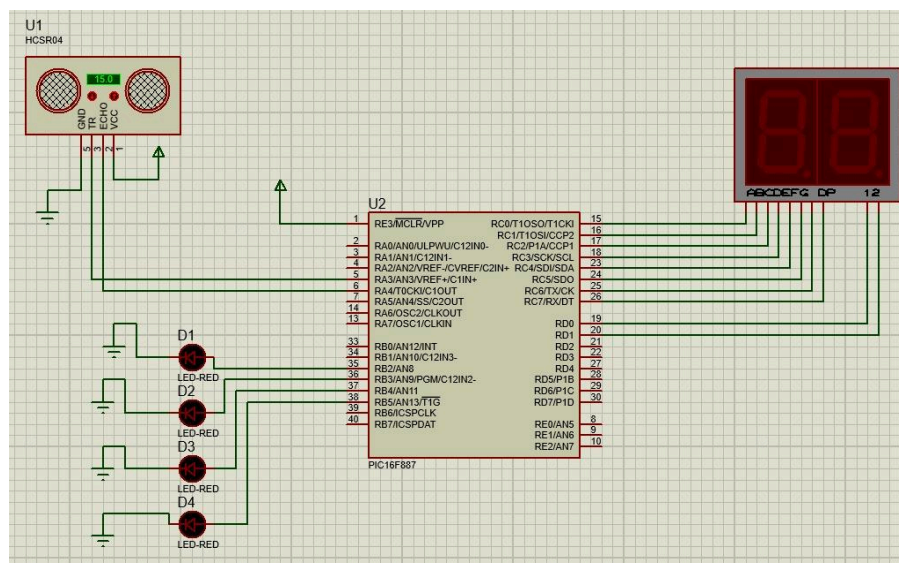 U1
HCSR04
15.0
GND
TR
ECHO
VCC
5
3
2
1
U2
1
RE3/MCLR/VPP
2
RA0/AN0/ULPWU/C12IN0-
3
RA1/AN1/C12IN1-
4
RA2/AN2/VREF-/CVREF/C2IN+
5
RA3/AN3/VREF+/C1IN+
6
RA4/T0CKI/C1OUT
7
RA5/AN4/SS/C2OUT
14
RA6/OSC2/CLKOUT
13
RA7/OSC1/CLKIN
33
RB0/AN12/INT
34
RB1/AN10/C12IN3-
35
RB2/AN8
36
RB3/AN9/PGM/C12IN2-
37
RB4/AN11
38
RB5/AN13/T1G
39
RB6/ICSPCLK
40
RB7/ICSPDAT
RC0/T1OSO/T1CKI
15
RC1/T1OSI/CCP2
16
RC2/P1A/CCP1
17
RC3/SCK/SCL
18
RC4/SDI/SDA
23
RC5/SDO
24
RC6/TX/CK
25
RC7/RX/DT
26
RD0
19
RD1
20
RD2
21
RD3
22
RD4
27
RD5/P1B
28
RD6/P1C
29
RD7/P1D
30
RE0/AN5
8
RE1/AN6
9
RE2/AN7
10
PIC16F887
ABCDEFG DP 12
D1
LED-RED
D2
LED-RED
D3
LED-RED
D4
LED-RED